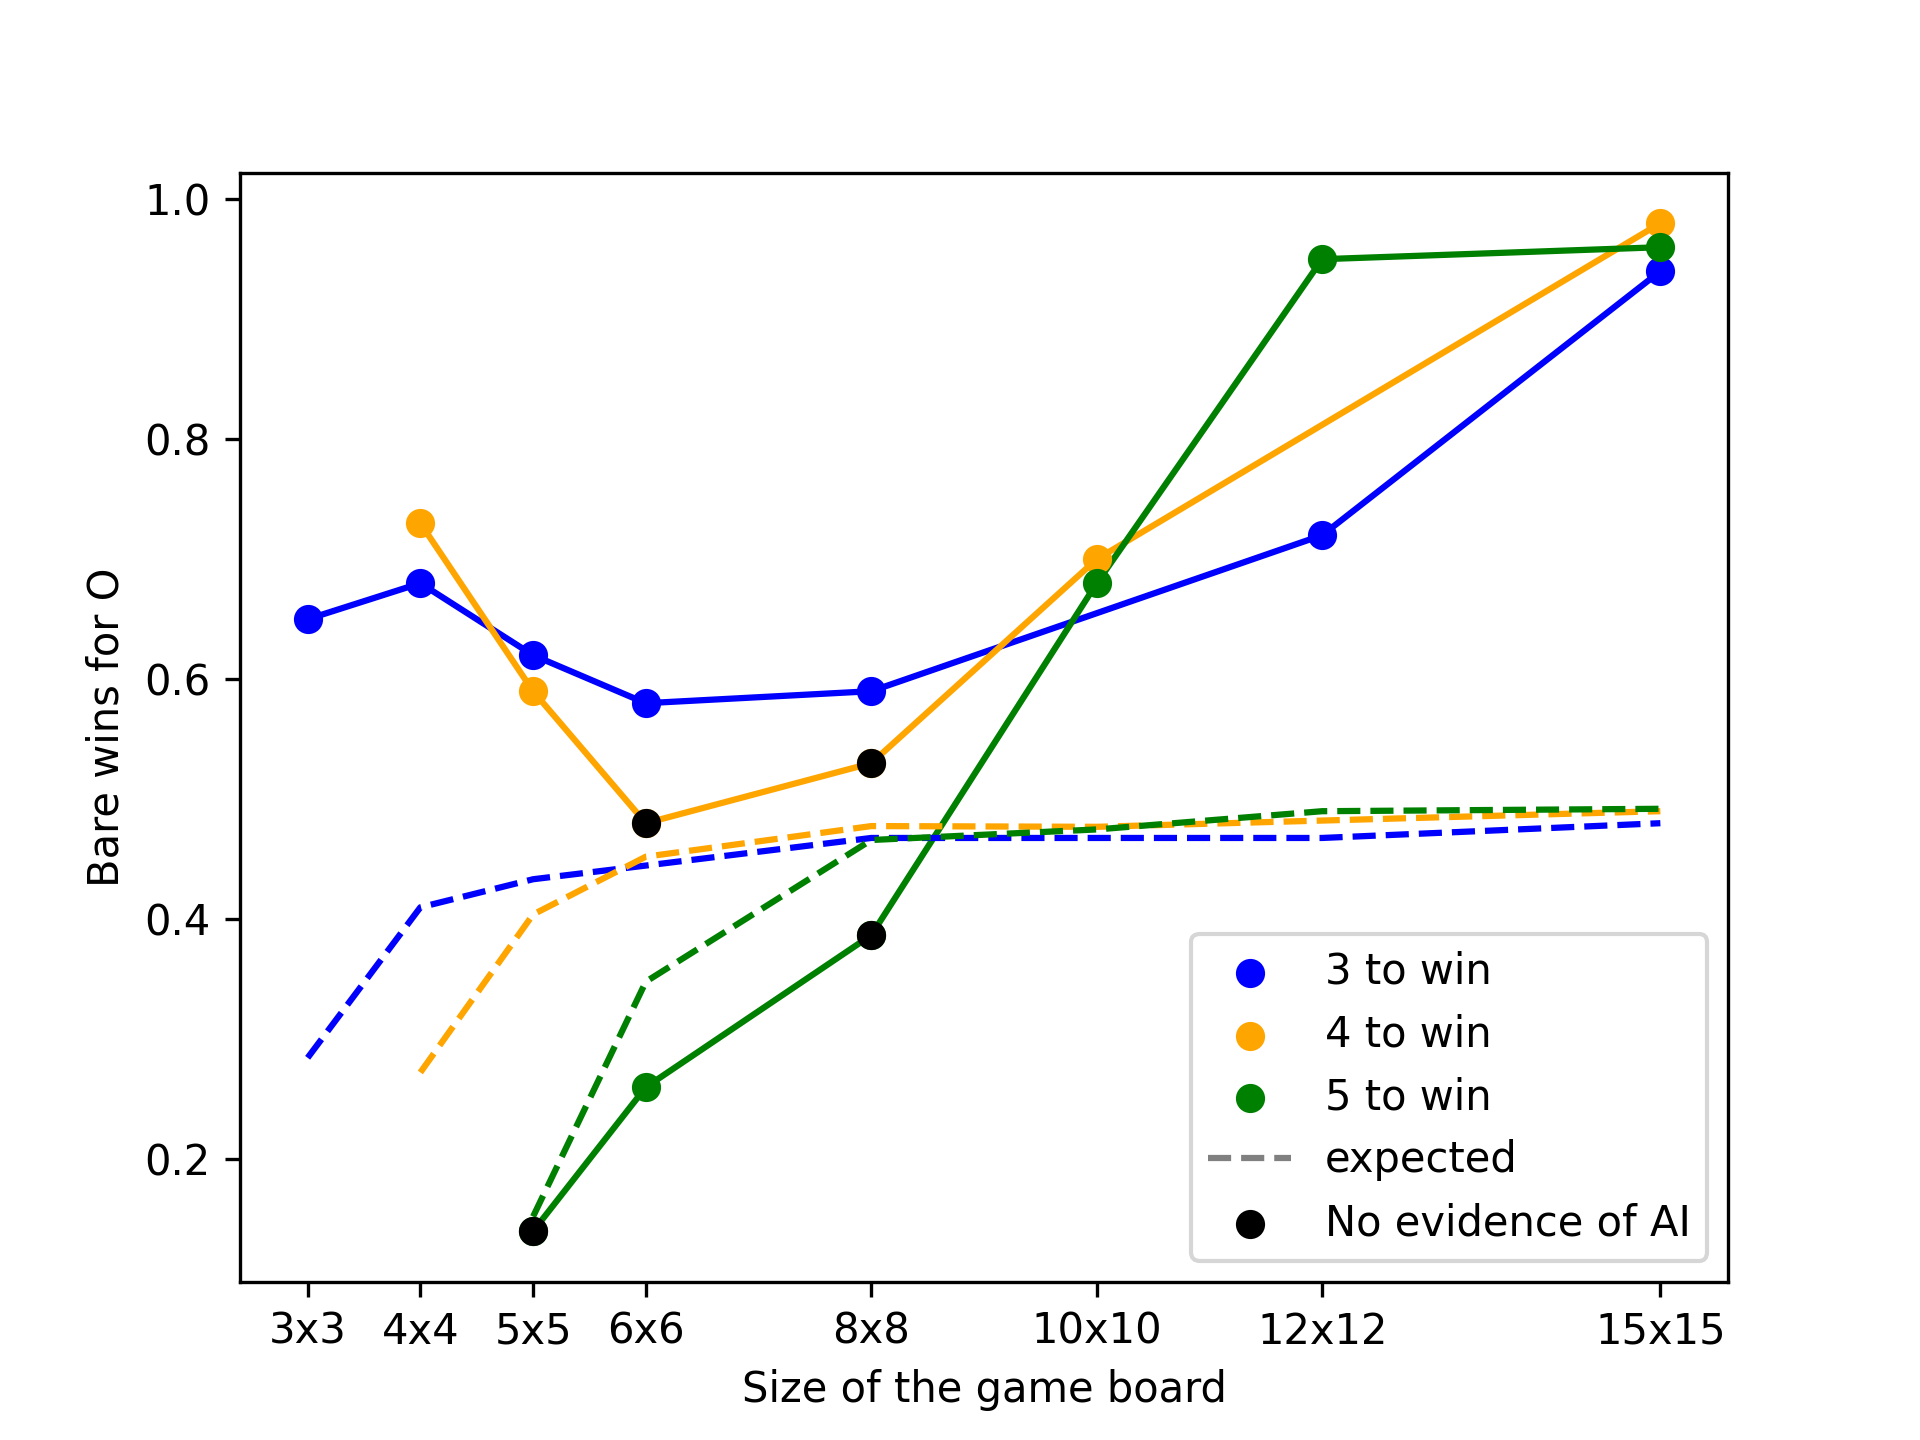 1.0
0.8
0.6
0.4
0.2
Bare wins for O
3 to win
4 to win
5 to win
expected
No evidence of AI
3x3 4x4 5x5 6x6 8x8 10x10 12x12 15x15
Size of the game board